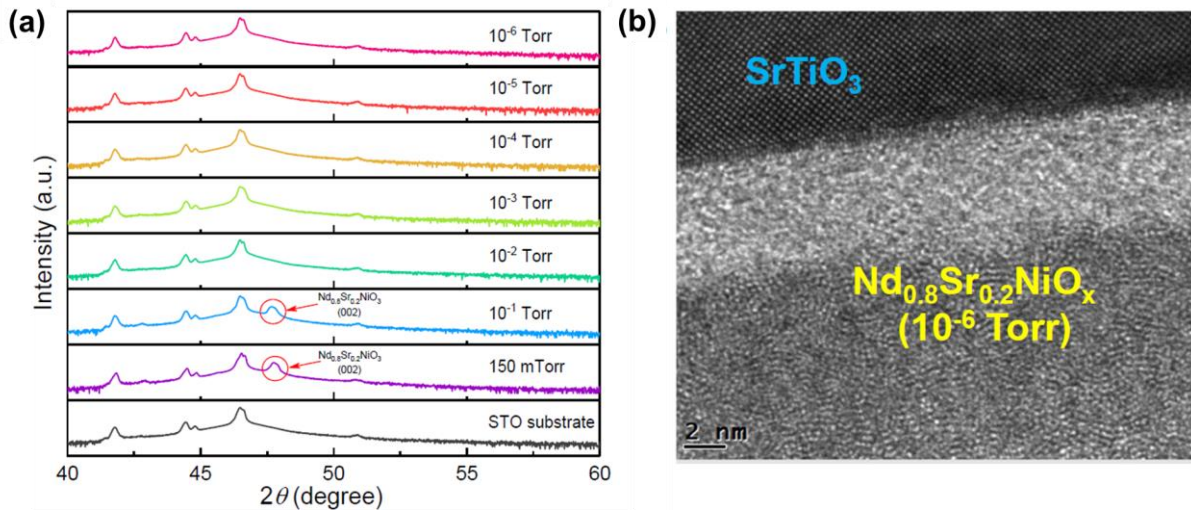 (a)
Intensity (a.u.)
10⁻⁶ Torr
10⁻⁵ Torr
10⁻⁴ Torr
10⁻³ Torr
10⁻² Torr
Nd₀.₈Sr₀.₂NiO₃
(002)
10⁻¹ Torr
Nd₀.₈Sr₀.₂NiO₃
(002)
150 mTorr
STO substrate
40 45 50 55 60
2θ (degree)
(b)
SrTiO₃
Nd₀.₈Sr₀.₂NiOₓ
(10⁻⁶ Torr)
2 nm